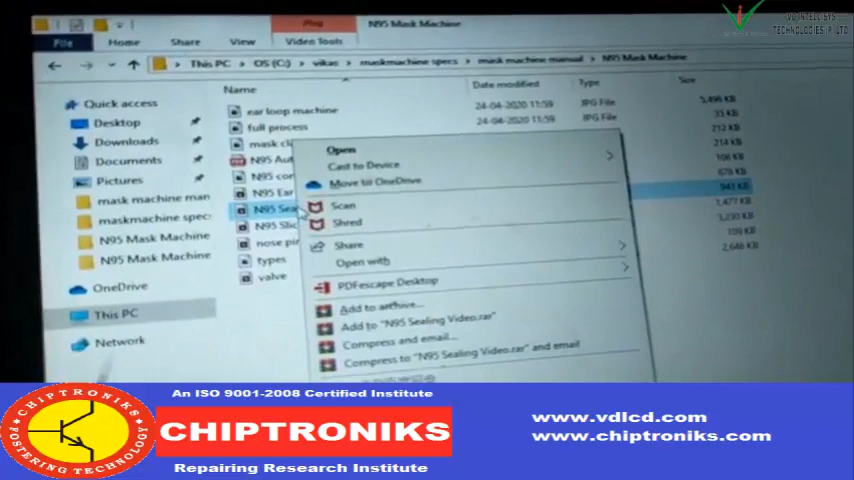 VD INTELLISYS
TECHNOLOGIES (P) LTD
Play
N95 Mask Machine
File
Home
Share
View
Video Tools
This PC > OS (C:) > vikas > maskmachine specs > mask machine manual > N95 Mask Machine
Name
Date modified
Type
Size
Quick access
Desktop
Downloads
Documents
Pictures
mask machine man
maskmachine spec
N95 Mask Machine
N95 Mask Machine
OneDrive
This PC
Network
ear loop machine
24-04-2020 11:59
JPG File
5,496 KB
full process
24-04-2020 11:59
JPG File
33 KB
mask cl
212 KB
N95 Aut
214 KB
N95 con
106 KB
N95 Ear
678 KB
N95 Sea
943 KB
N95 Slic
1,477 KB
nose pi
3,230 KB
types
109 KB
valve
2,646 KB
Open
Cast to Device
Move to OneDrive
Scan
Shred
Share
Open with
PDFescape Desktop
Add to archive...
Add to "N95 Sealing Video.rar"
Compress and email...
Compress to "N95 Sealing Video.rar" and email
CHIPTRONIKS
POSTERING TECHNOLOGY
An ISO 9001-2008 Certified Institute
CHIPTRONIKS
Repairing Research Institute
www.vdlcd.com
www.chiptroniks.com